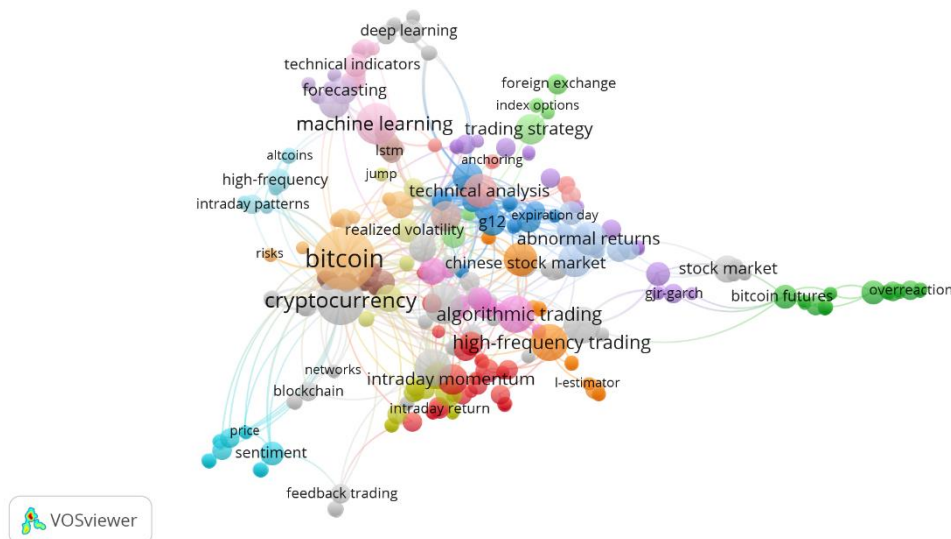 deep learning
technical indicators
foreign exchange
forecasting
index options
machine learning
trading strategy
lstm
altcoins
anchoring
jump
high-frequency
technical analysis
intraday patterns
expiration day
g12
realized volatility
abnormal returns
risks
bitcoin
chinese stock market
stock market
gjr-garch
bitcoin futures
overreaction
cryptocurrency
algorithmic trading
high-frequency trading
networks
intraday momentum
l-estimator
blockchain
intraday return
price
sentiment
feedback trading
VOSviewer